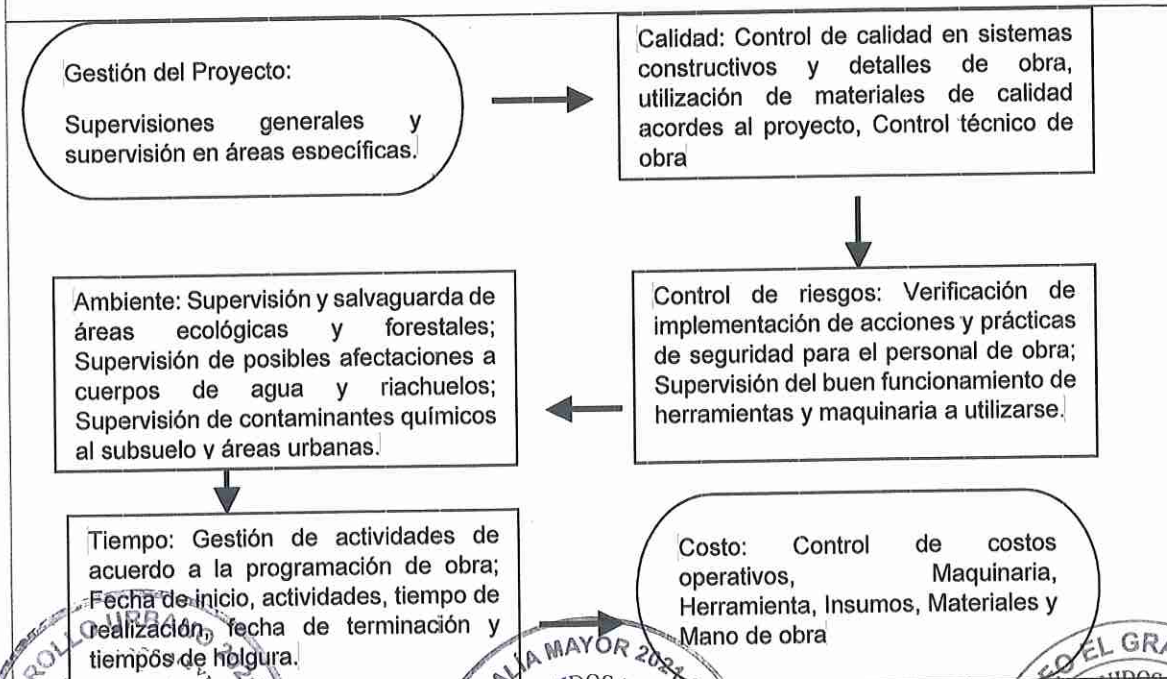 Gestión del Proyecto:
Supervisiones generales y
supervisión en áreas específicas.
Calidad: Control de calidad en sistemas
constructivos y detalles de obra,
utilización de materiales de calidad
acordes al proyecto, Control técnico de
obra
Control de riesgos: Verificación de
implementación de acciones y prácticas
de seguridad para el personal de obra;
Supervisión del buen funcionamiento de
herramientas y maquinaria a utilizarse.
Ambiente: Supervisión y salvaguarda de
áreas ecológicas y forestales;
Supervisión de posibles afectaciones a
cuerpos de agua y riachuelos;
Supervisión de contaminantes químicos
al subsuelo y áreas urbanas.
Tiempo: Gestión de actividades de
acuerdo a la programación de obra;
Fecha de inicio, actividades, tiempo de
realización, fecha de terminación y
tiempos de holgura.
Costo: Control de costos
operativos, Maquinaria,
Herramienta, Insumos, Materiales y
Mano de obra
URBANO
MAYOR
EL GRA